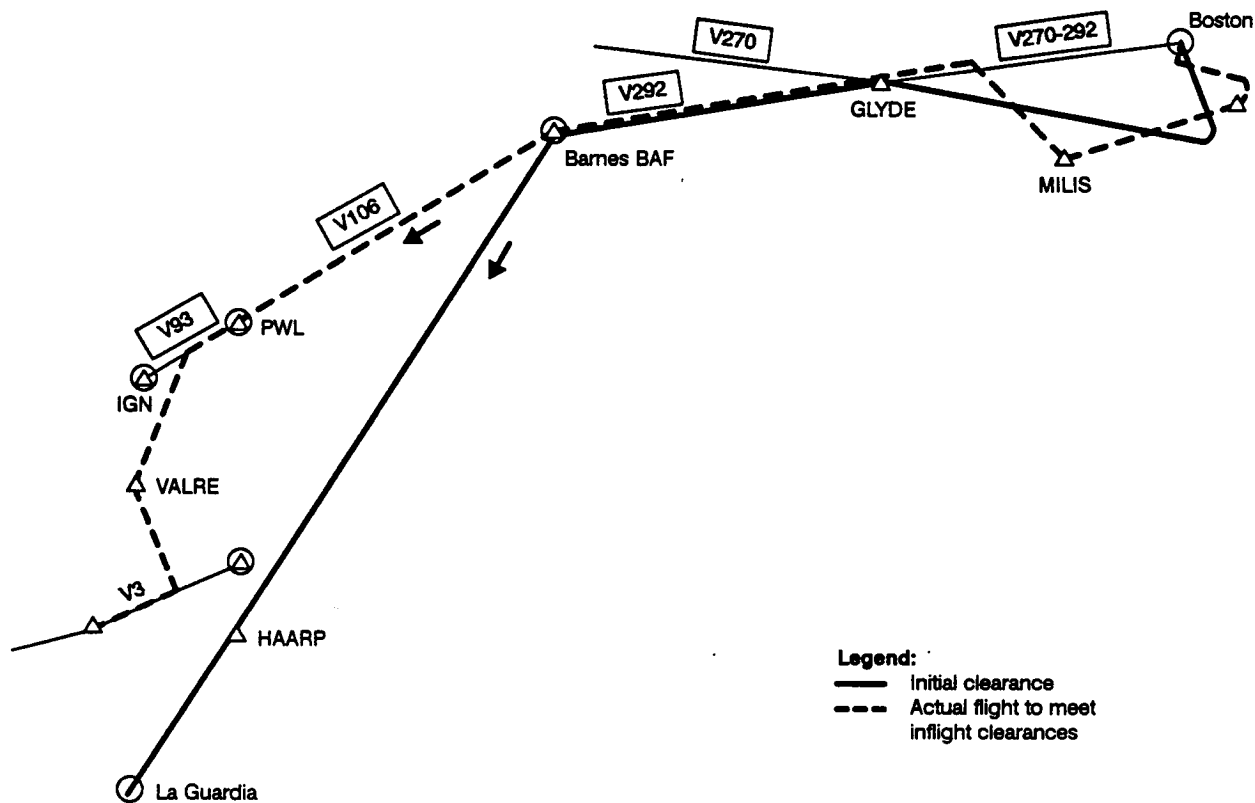 Boston
V270
V270-292
V292
GLYDE
Barnes BAF
MILIS
V106
V93
PWL
IGN
VALRE
V3
HAARP
Legend:
Initial clearance
Actual flight to meet
inflight clearances
La Guardia